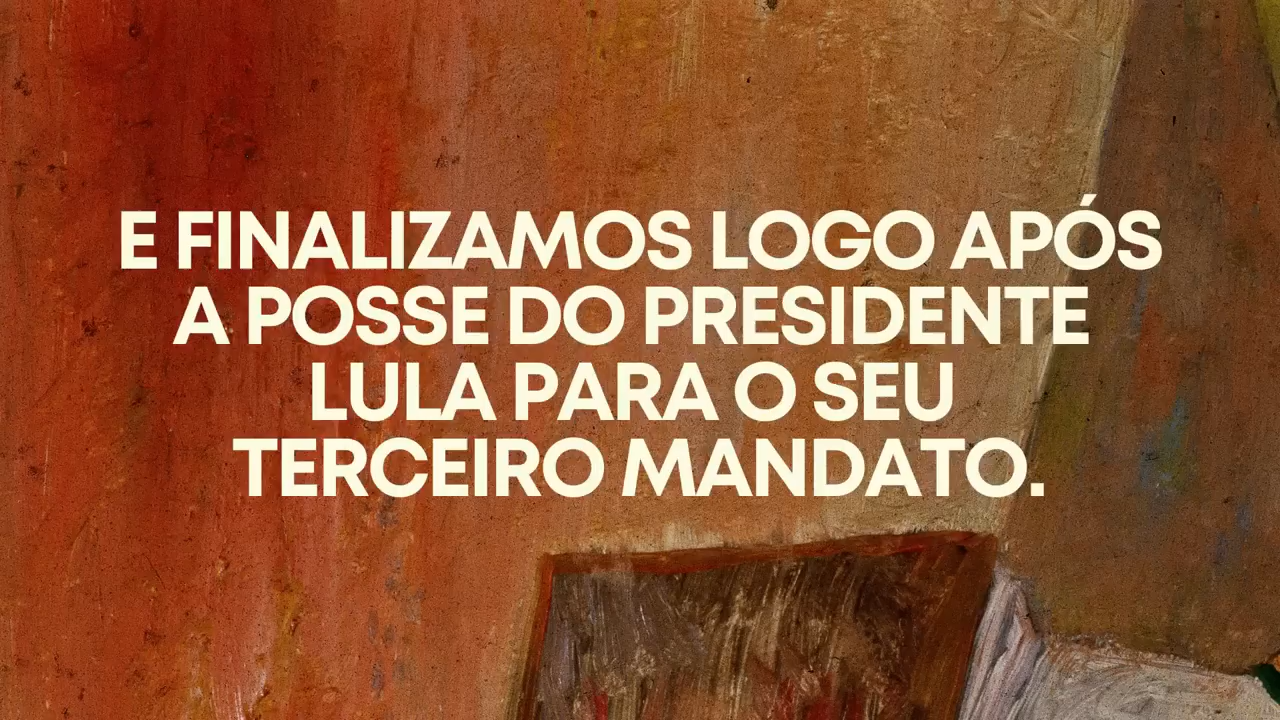 E FINALIZAMOS LOGO APÓS
A POSSE DO PRESIDENTE
LULA PARA O SEU
TERCEIRO MANDATO.